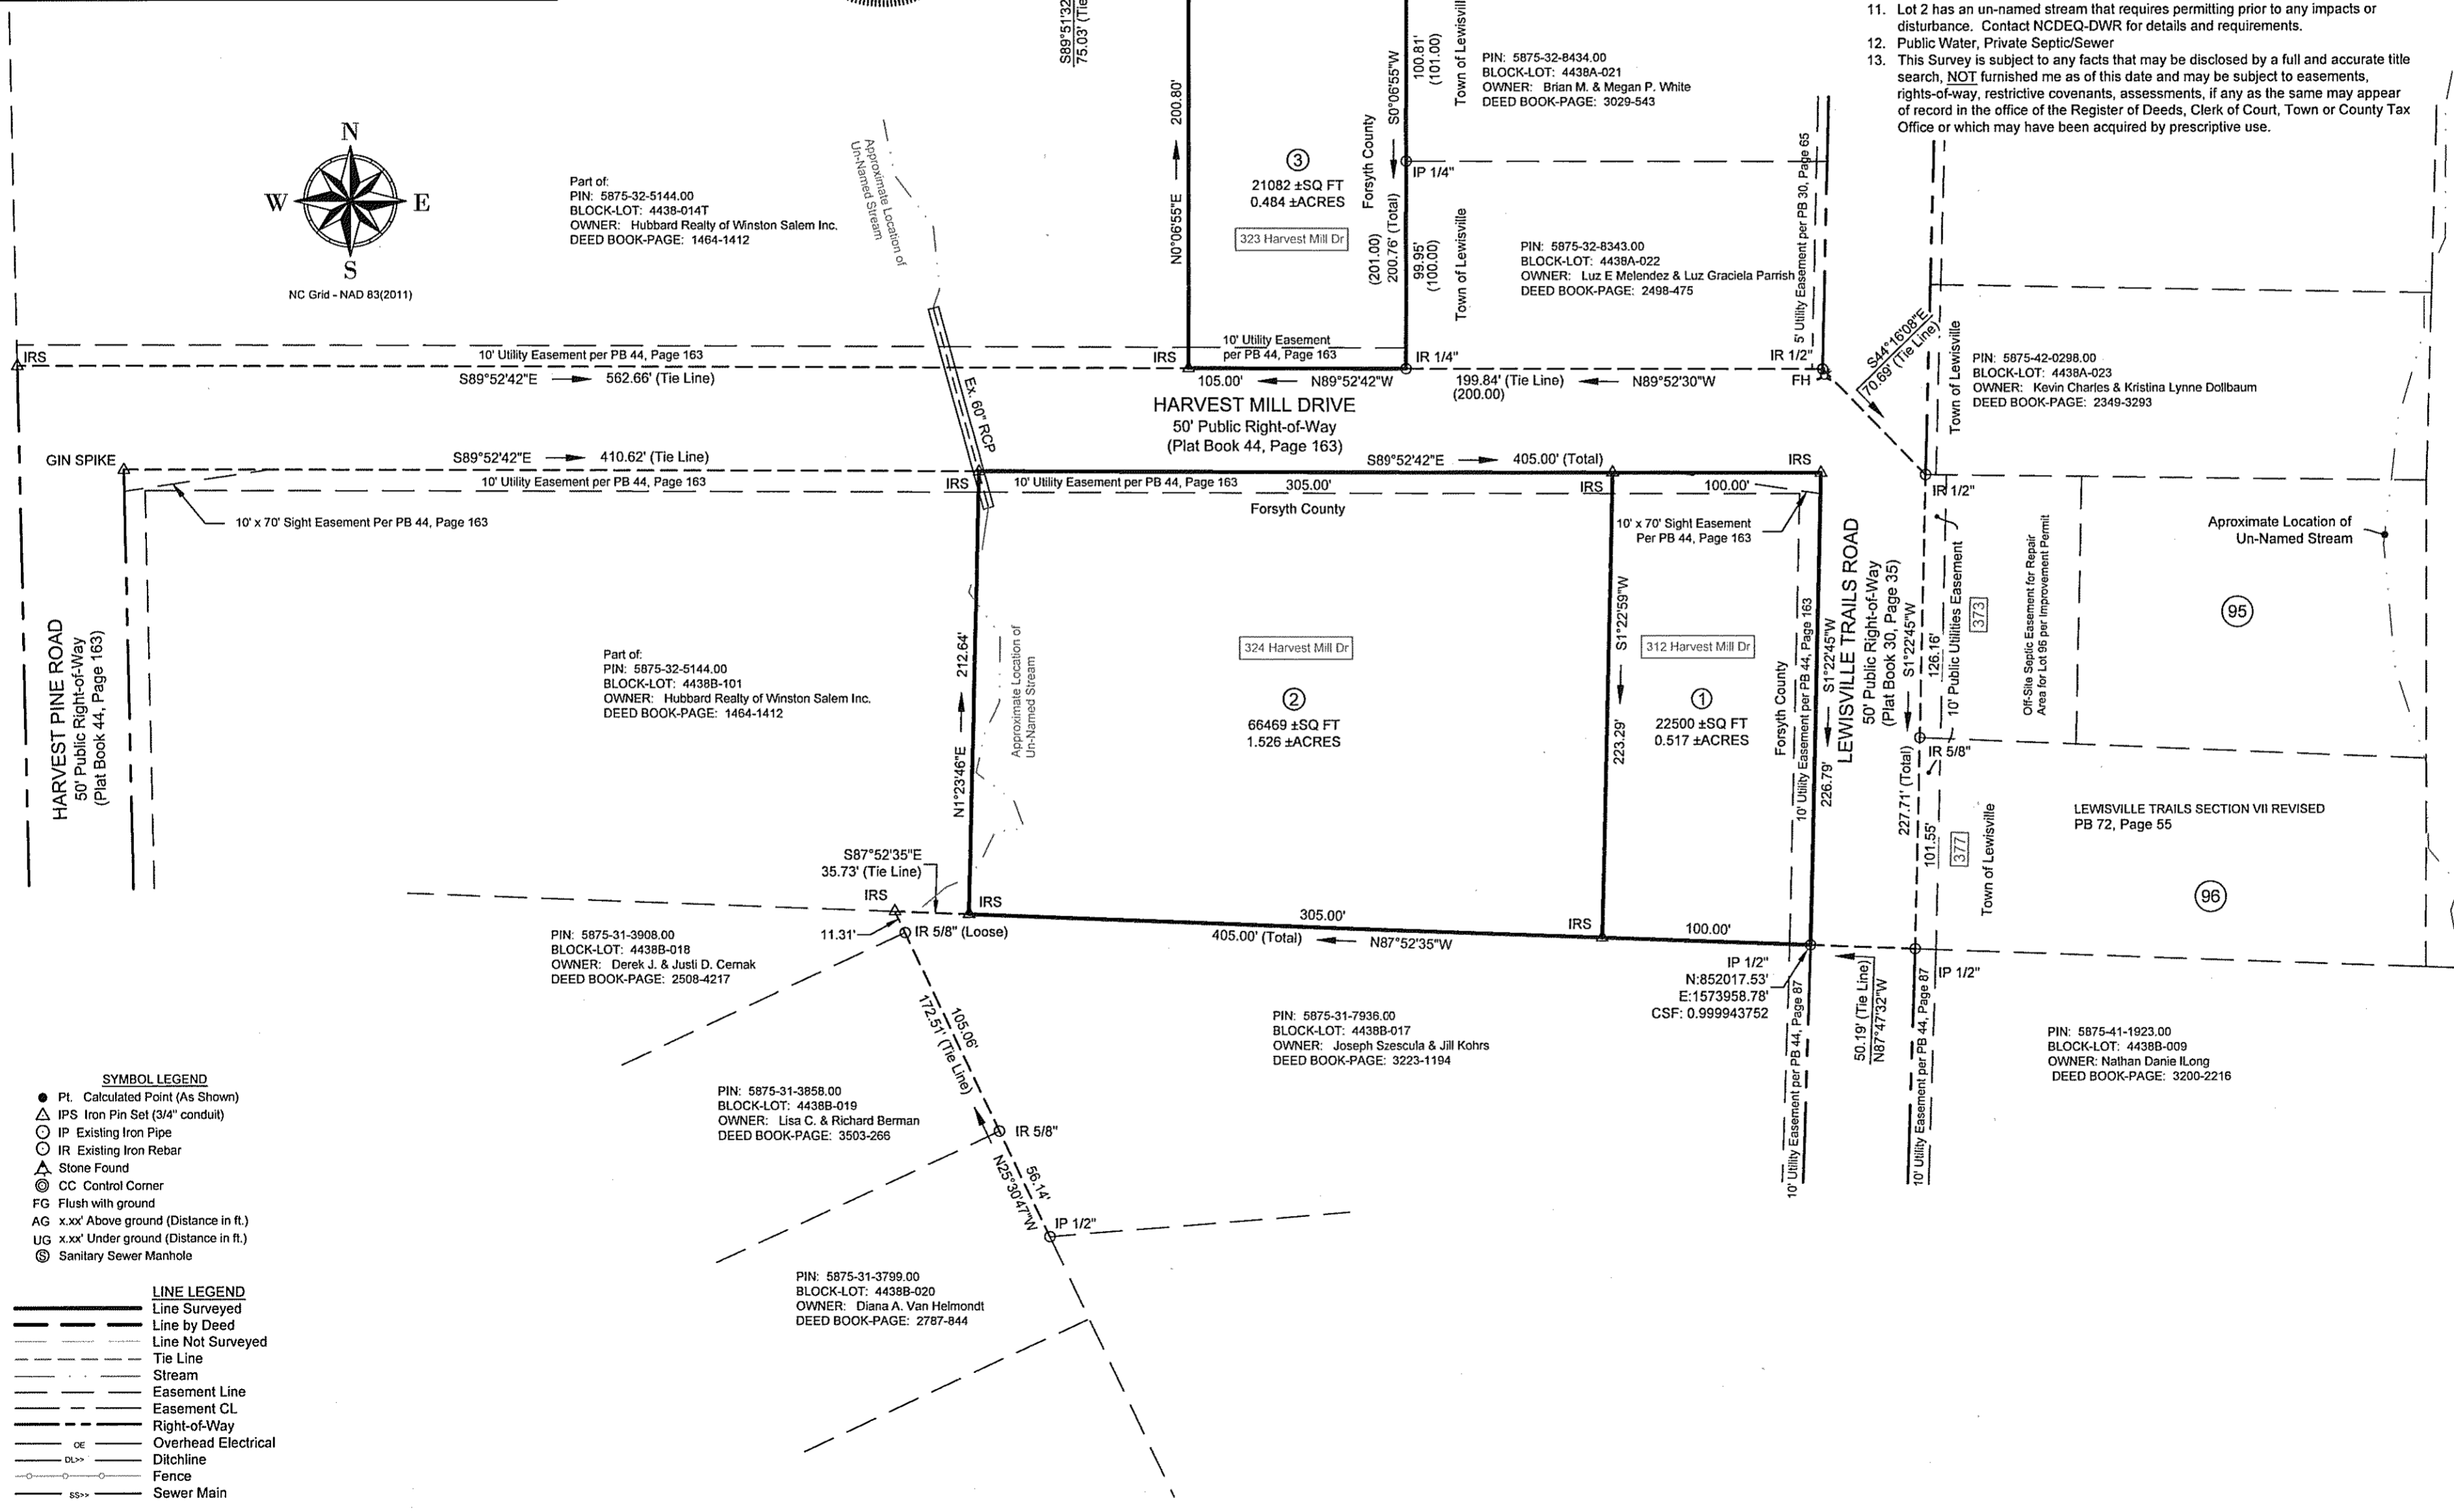 11. Lot 2 has an un-named stream that requires permitting prior to any impacts or
disturbance. Contact NCDEQ-DWR for details and requirements.
12. Public Water, Private Septic/Sewer
13. This Survey is subject to any facts that may be disclosed by a full and accurate title
search, NOT furnished me as of this date and may be subject to easements,
rights-of-way, restrictive covenants, assessments, if any as the same may appear
of record in the office of the Register of Deeds, Clerk of Court, Town or County Tax
Office or which may have been acquired by prescriptive use.
S89°51'32
75.03' (Tie
N0°06'55"E
200.80'
3
21082 ±SQ FT
0.484 ±ACRES
323 Harvest Mill Dr
Forsyth County
S0°06'55"W
200.76' (Total)
(201.00)
100.81'
(101.00)
Town of Lewisvill
IP 1/4"
99.95'
(100.00)
Town of Lewisville
PIN: 5875-32-8434.00
BLOCK-LOT: 4438A-021
OWNER: Brian M. & Megan P. White
DEED BOOK-PAGE: 3029-543
PIN: 5875-32-8343.00
BLOCK-LOT: 4438A-022
OWNER: Luz E Melendez & Luz Graciela Parrish
DEED BOOK-PAGE: 2498-475
5' Utility Easement per PB 30, Page 65
N
W
E
S
NC Grid - NAD 83(2011)
Part of:
PIN: 5875-32-5144.00
BLOCK-LOT: 4438-014T
OWNER: Hubbard Realty of Winston Salem Inc.
DEED BOOK-PAGE: 1464-1412
Approximate Location of
Un-Named Stream
IRS
10' Utility Easement per PB 44, Page 163
S89°52'42"E
562.66' (Tie Line)
Ex. 60" RCP
IRS
10' Utility Easement
per PB 44, Page 163
105.00'
N89°52'42"W
IR 1/4"
199.84' (Tie Line)
(200.00)
N89°52'30"W
IR 1/2"
FH
S44°16'08"E
70.69' (Tie Line)
Town of Lewisville
PIN: 5875-42-0298.00
BLOCK-LOT: 4438A-023
OWNER: Kevin Charles & Kristina Lynne Dollbaum
DEED BOOK-PAGE: 2349-3293
HARVEST MILL DRIVE
50' Public Right-of-Way
(Plat Book 44, Page 163)
GIN SPIKE
S89°52'42"E
410.62' (Tie Line)
10' Utility Easement per PB 44, Page 163
10' x 70' Sight Easement Per PB 44, Page 163
S89°52'42"E
405.00' (Total)
IRS
IRS
10' Utility Easement per PB 44, Page 163
305.00'
IRS
100.00'
Forsyth County
10' x 70' Sight Easement
Per PB 44, Page 163
IR 1/2"
HARVEST PINE ROAD
50' Public Right-of-Way
(Plat Book 44, Page 163)
Part of:
PIN: 5875-32-5144.00
BLOCK-LOT: 4438B-101
OWNER: Hubbard Realty of Winston Salem Inc.
DEED BOOK-PAGE: 1464-1412
N1°23'46"E
212.64'
Approximate Location of
Un-Named Stream
324 Harvest Mill Dr
2
66469 ±SQ FT
1.526 ±ACRES
S1°22'59"W
223.29'
312 Harvest Mill Dr
1
22500 ±SQ FT
0.517 ±ACRES
Forsyth County
10' Utility Easement per PB 44, Page 163
S1°22'45"W
226.79'
LEWISVILLE TRAILS ROAD
50' Public Right-of-Way
(Plat Book 30, Page 35)
S1°22'45"W
227.71' (Total)
126.16'
101.55'
10' Public Utilities Easement
373
377
Off-Site Septic Easement for Repair
Area for Lot 96 per Improvement Permit
Aproximate Location of
Un-Named Stream
95
IR 5/8"
Town of Lewisville
LEWISVILLE TRAILS SECTION VII REVISED
PB 72, Page 55
96
S87°52'35"E
35.73' (Tie Line)
IRS
IRS
11.31'
IR 5/8" (Loose)
305.00'
405.00' (Total)
N87°52'35"W
IRS
100.00'
IP 1/2"
N:852017.53'
E:1573958.78'
CSF: 0.999943752
50.19' (Tie Line)
N87°47'32"W
IP 1/2"
10' Utility Easement per PB 44, Page 87
10' Utility Easement per PB 44, Page 87
PIN: 5875-31-3908.00
BLOCK-LOT: 4438B-018
OWNER: Derek J. & Justi D. Cernak
DEED BOOK-PAGE: 2508-4217
105.06'
172.51' (Tie Line)
PIN: 5875-31-7936.00
BLOCK-LOT: 4438B-017
OWNER: Joseph Szescula & Jill Kohrs
DEED BOOK-PAGE: 3223-1194
PIN: 5875-41-1923.00
BLOCK-LOT: 4438B-009
OWNER: Nathan Danie lLong
DEED BOOK-PAGE: 3200-2216
PIN: 5875-31-3858.00
BLOCK-LOT: 4438B-019
OWNER: Lisa C. & Richard Berman
DEED BOOK-PAGE: 3503-266
IR 5/8"
56.14'
N25°30'47"W
IP 1/2"
PIN: 5875-31-3799.00
BLOCK-LOT: 4438B-020
OWNER: Diana A. Van Helmondt
DEED BOOK-PAGE: 2787-844
SYMBOL LEGEND
Pt. Calculated Point (As Shown)
IPS Iron Pin Set (3/4" conduit)
IP Existing Iron Pipe
IR Existing Iron Rebar
Stone Found
CC Control Corner
FG Flush with ground
AG x.xx' Above ground (Distance in ft.)
UG x.xx' Under ground (Distance in ft.)
S Sanitary Sewer Manhole
LINE LEGEND
Line Surveyed
Line by Deed
Line Not Surveyed
Tie Line
Stream
Easement Line
Easement CL
Right-of-Way
OE Overhead Electrical
DL>> Ditchline
Fence
SS>> Sewer Main